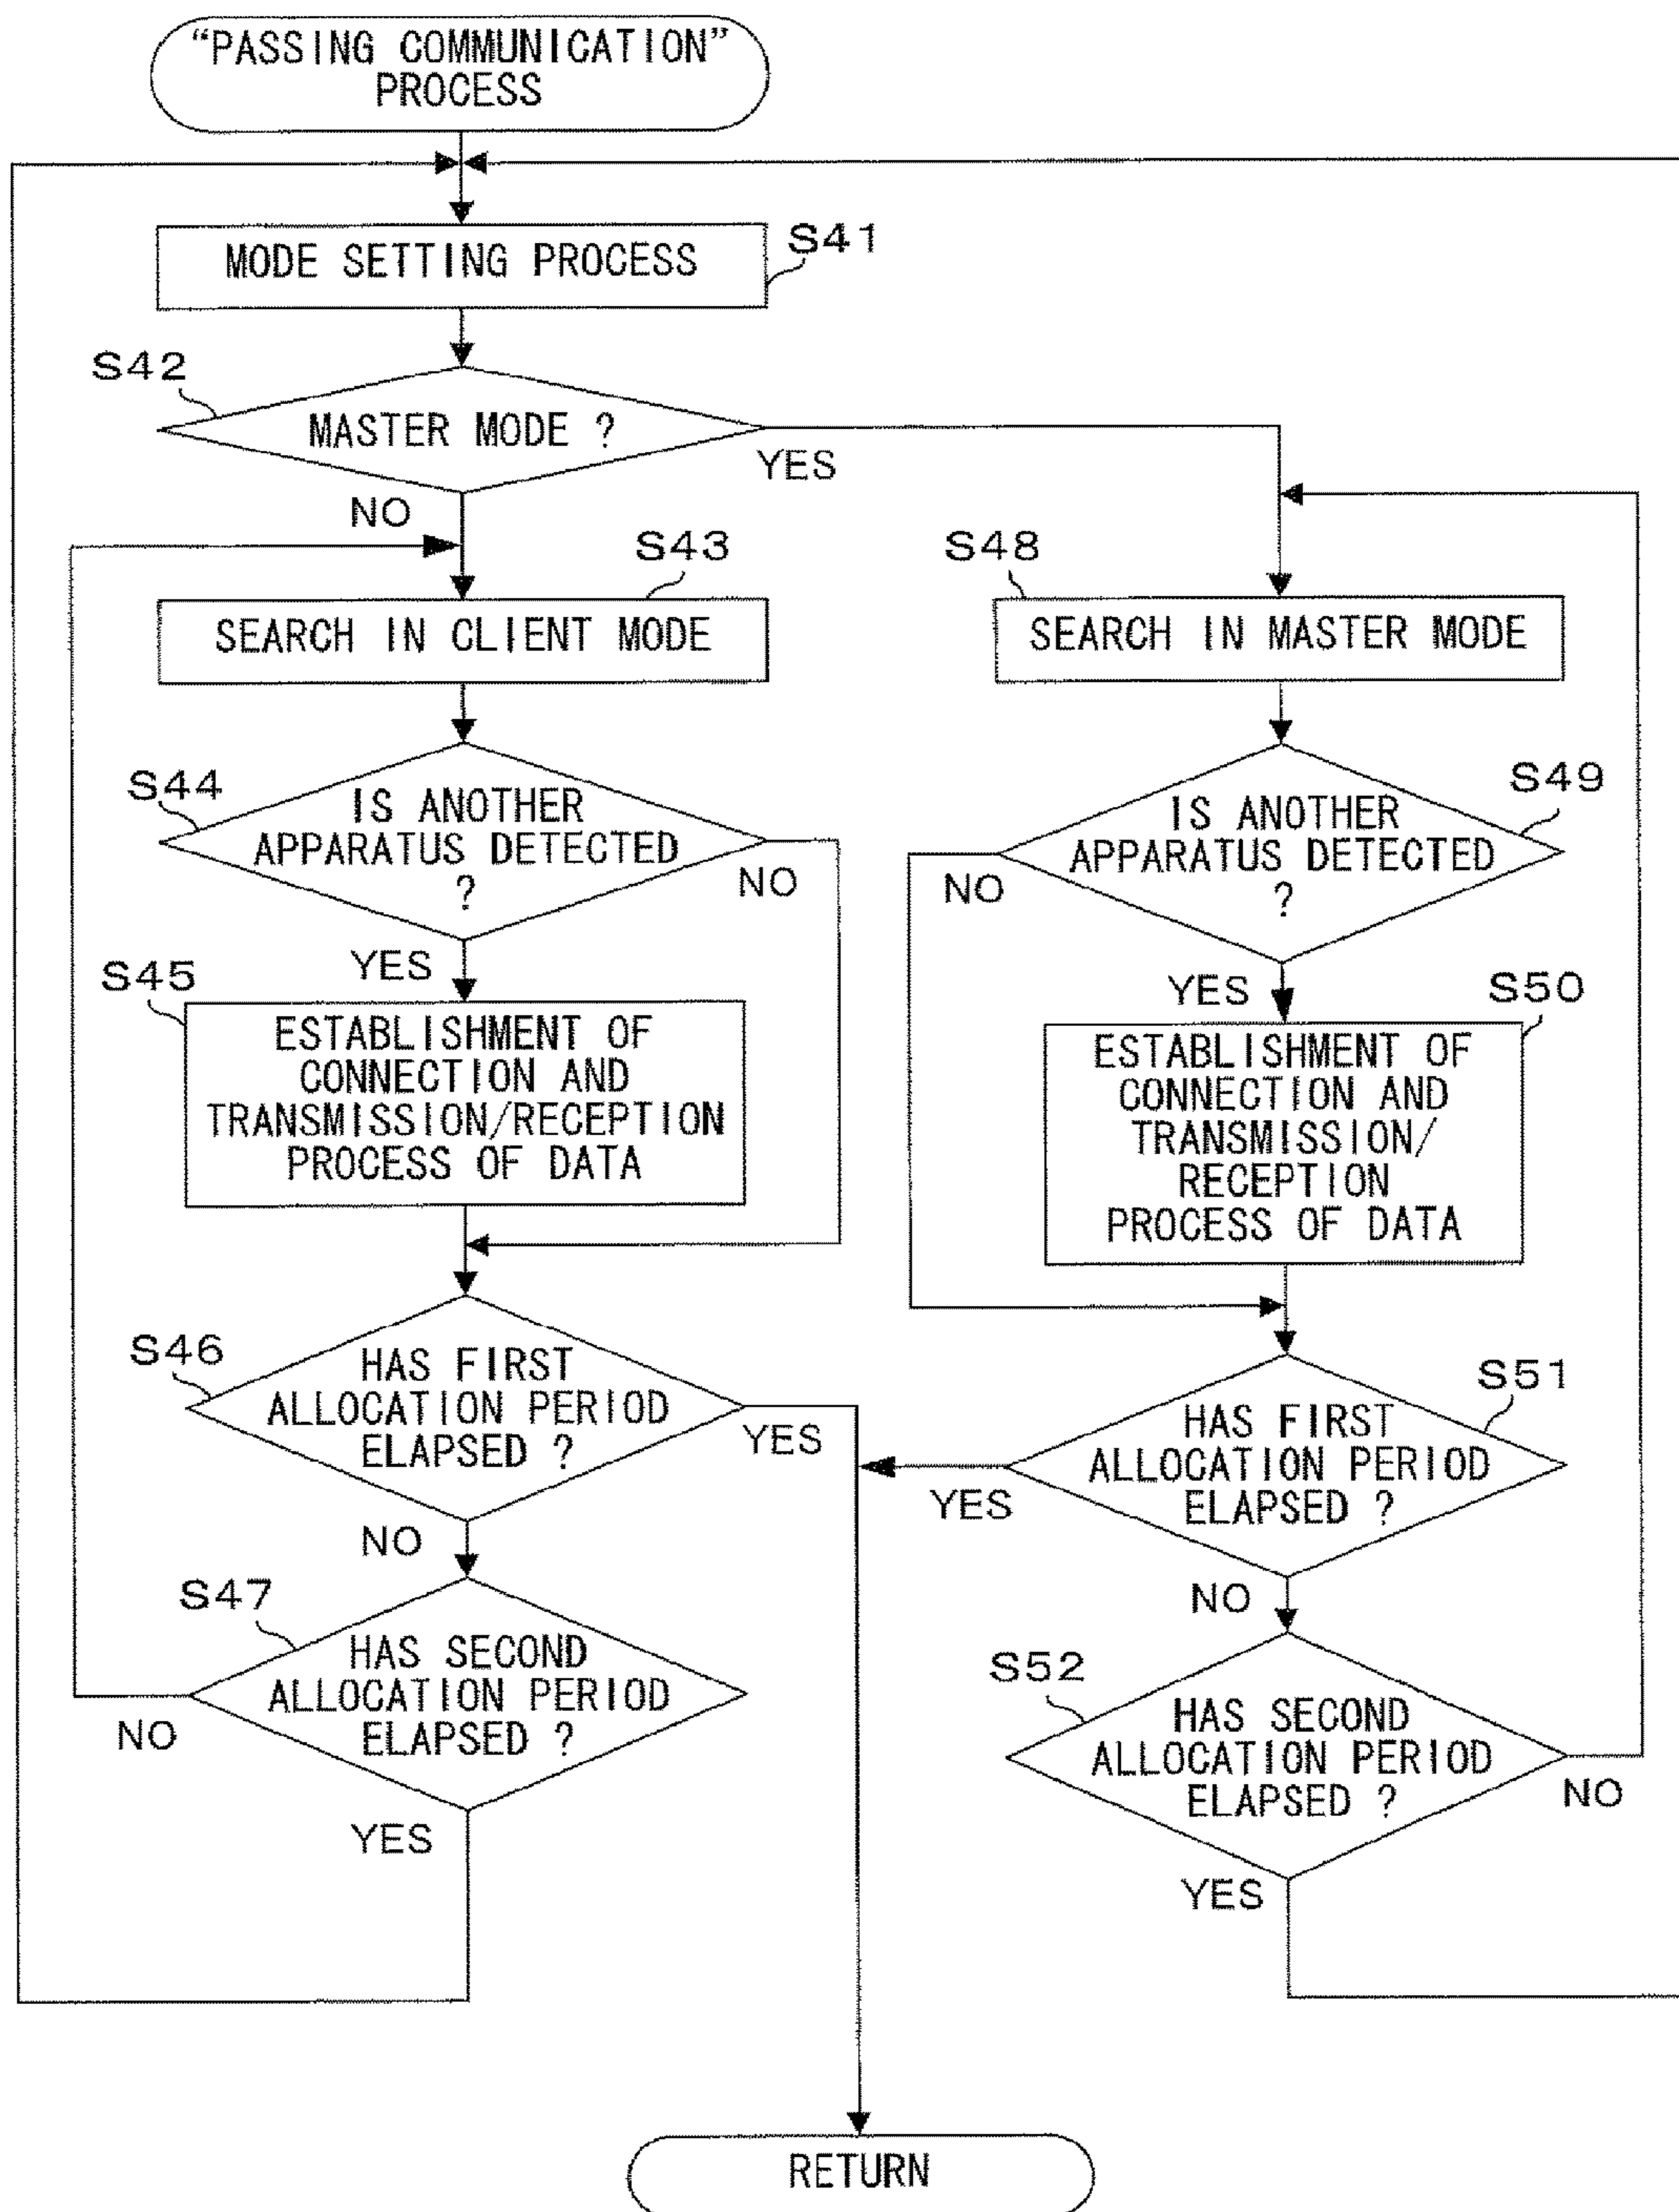 “PASSING COMMUNICATION”
PROCESS
MODE SETTING PROCESS
S41
S42
MASTER MODE ?
YES
NO
S43
SEARCH IN CLIENT MODE
S44
IS ANOTHER
APPARATUS DETECTED
?
NO
YES
S45
ESTABLISHMENT OF
CONNECTION AND
TRANSMISSION/RECEPTION
PROCESS OF DATA
S46
HAS FIRST
ALLOCATION PERIOD
ELAPSED ?
YES
NO
S47
HAS SECOND
ALLOCATION PERIOD
ELAPSED ?
NO
YES
S48
SEARCH IN MASTER MODE
S49
IS ANOTHER
APPARATUS DETECTED
?
NO
YES
S50
ESTABLISHMENT OF
CONNECTION AND
TRANSMISSION/
RECEPTION
PROCESS OF DATA
S51
HAS FIRST
ALLOCATION PERIOD
ELAPSED ?
YES
NO
S52
HAS SECOND
ALLOCATION PERIOD
ELAPSED ?
NO
YES
RETURN